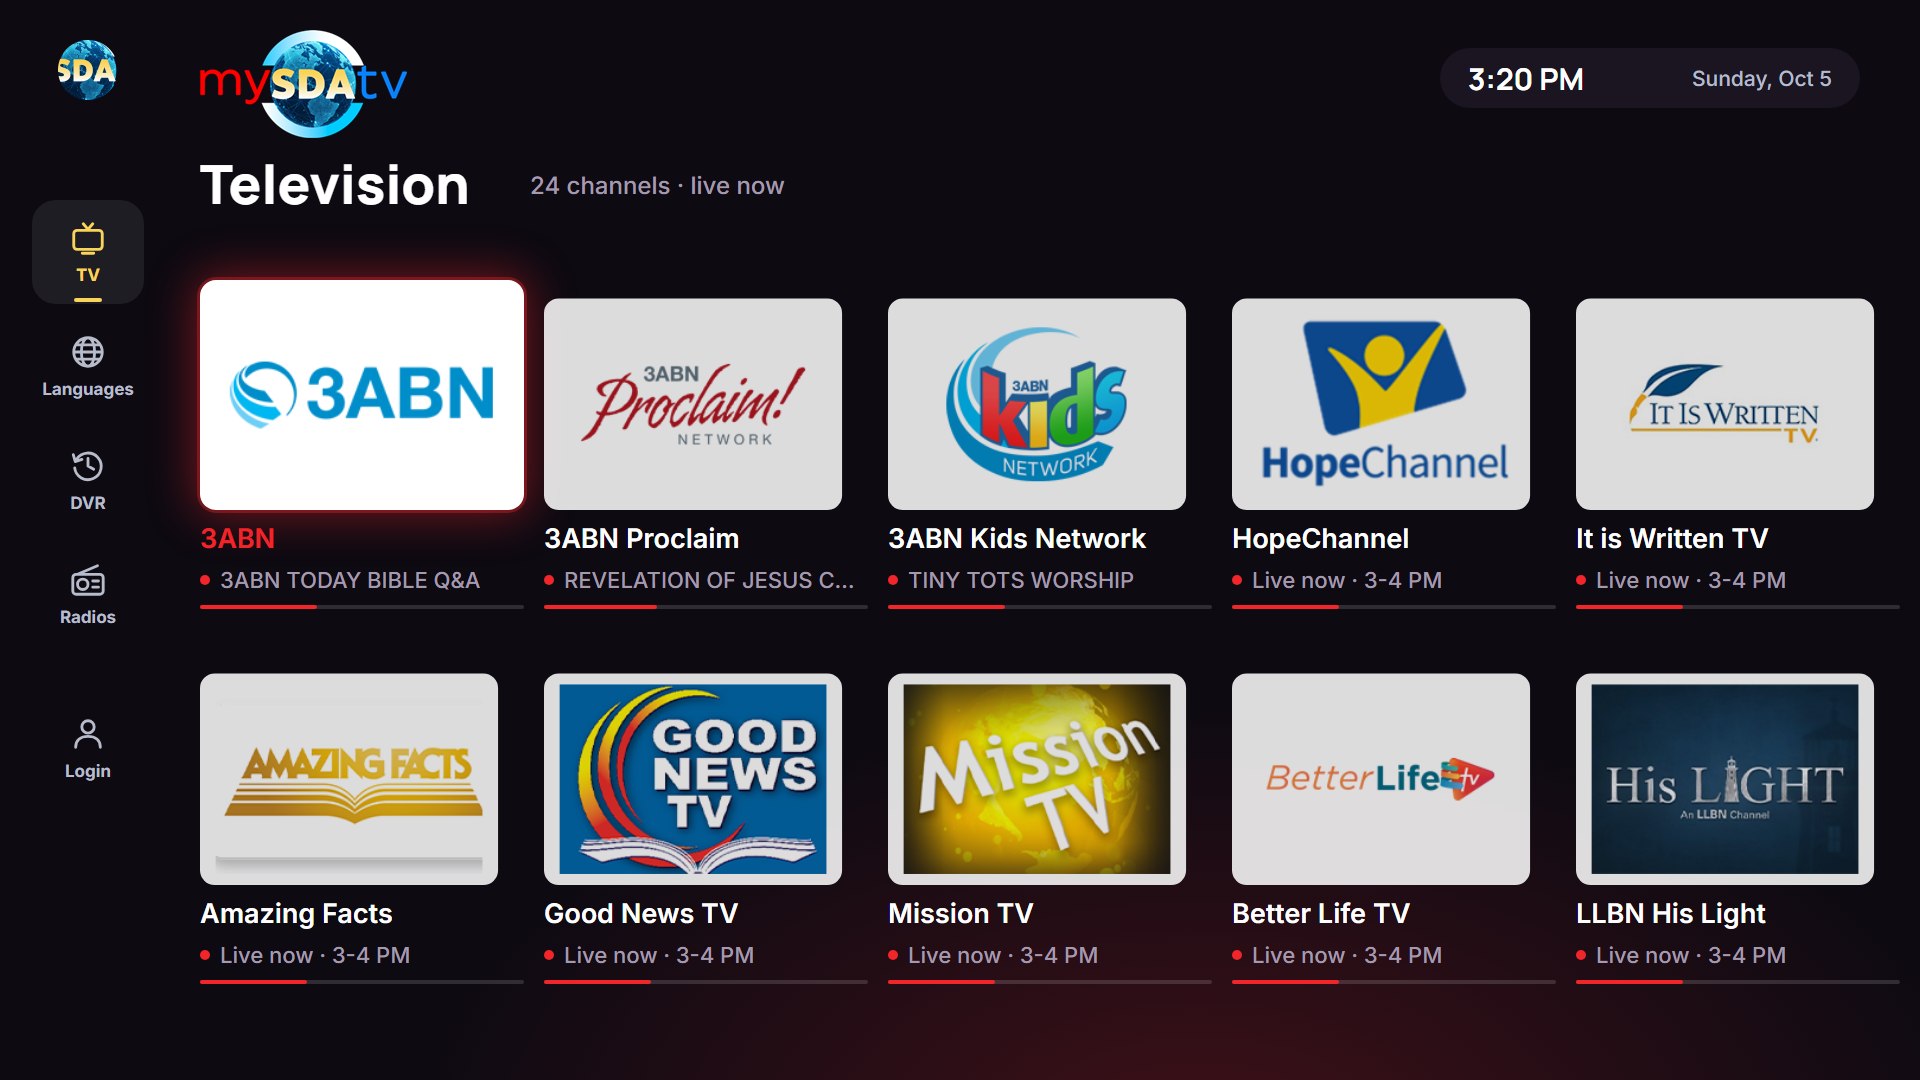 SDA
mySDAtv
3:20 PM
Sunday, Oct 5
Television
24 channels · live now
TV
Languages
DVR
Radios
Login
3ABN
3ABN Proclaim! NETWORK
3ABN kids NETWORK
HopeChannel
IT IS WRITTEN TV
3ABN
3ABN Proclaim
3ABN Kids Network
HopeChannel
It is Written TV
3ABN TODAY BIBLE Q&A
REVELATION OF JESUS C...
TINY TOTS WORSHIP
Live now · 3-4 PM
Live now · 3-4 PM
AMAZING FACTS
GOOD NEWS TV
Mission TV
BetterLife tv
His LIGHT
An LLBN Channel
Amazing Facts
Good News TV
Mission TV
Better Life TV
LLBN His Light
Live now · 3-4 PM
Live now · 3-4 PM
Live now · 3-4 PM
Live now · 3-4 PM
Live now · 3-4 PM